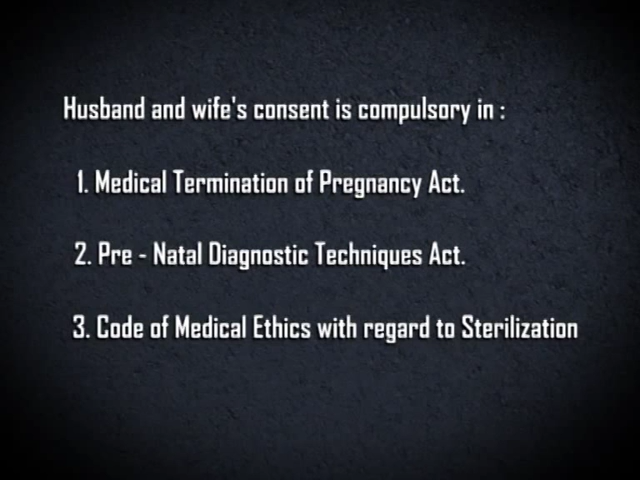 Husband and wife's consent is compulsory in :
1. Medical Termination of Pregnancy Act.
2. Pre - Natal Diagnostic Techniques Act.
3. Code of Medical Ethics with regard to Sterilization